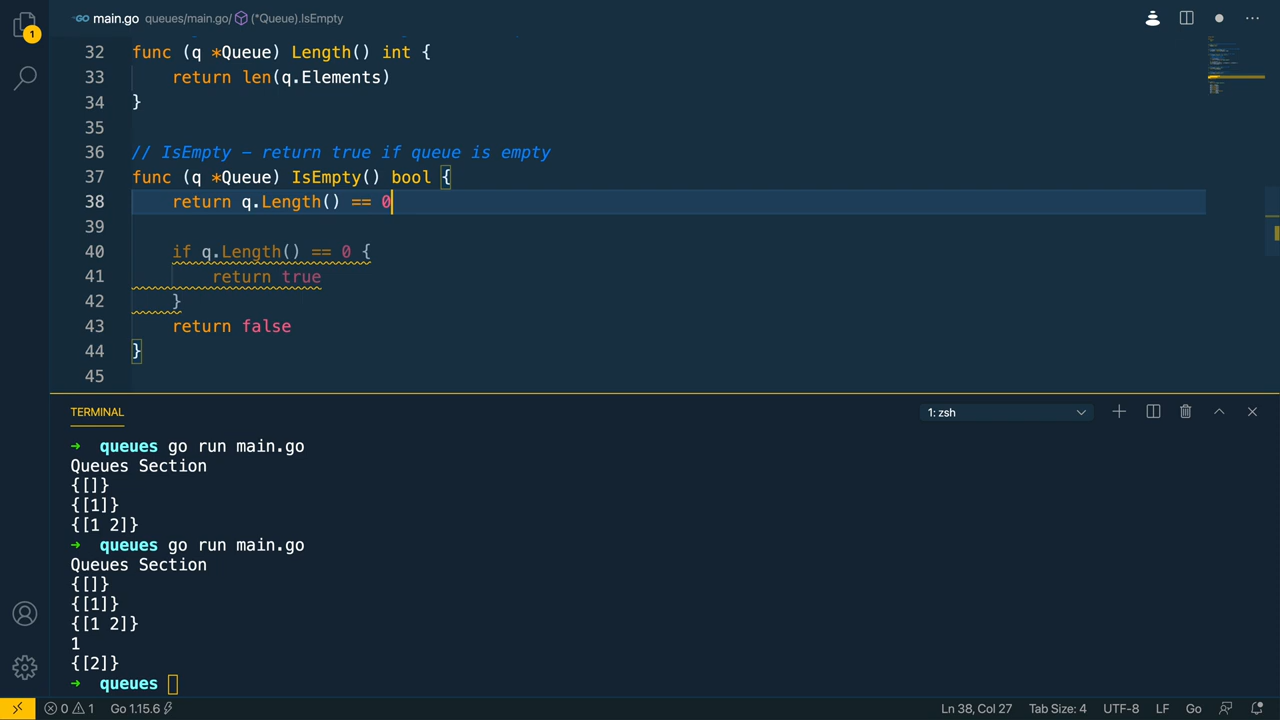 1
GO main.go queues/main.go/ (*Queue).IsEmpty ...
32 func (q *Queue) Length() int {
33 return len(q.Elements)
34 }
35
36 // IsEmpty – return true if queue is empty
37 func (q *Queue) IsEmpty() bool {
38 return q.Length() == 0
39
40 if q.Length() == 0 {
41 return true
42 }
43 return false
44 }
45
TERMINAL 1: zsh
→ queues go run main.go
Queues Section
{[]}
{[1]}
{[1 2]}
→ queues go run main.go
Queues Section
{[]}
{[1]}
{[1 2]}
1
{[2]}
→ queues
0 1 Go 1.15.6 Ln 38, Col 27 Tab Size: 4 UTF-8 LF Go